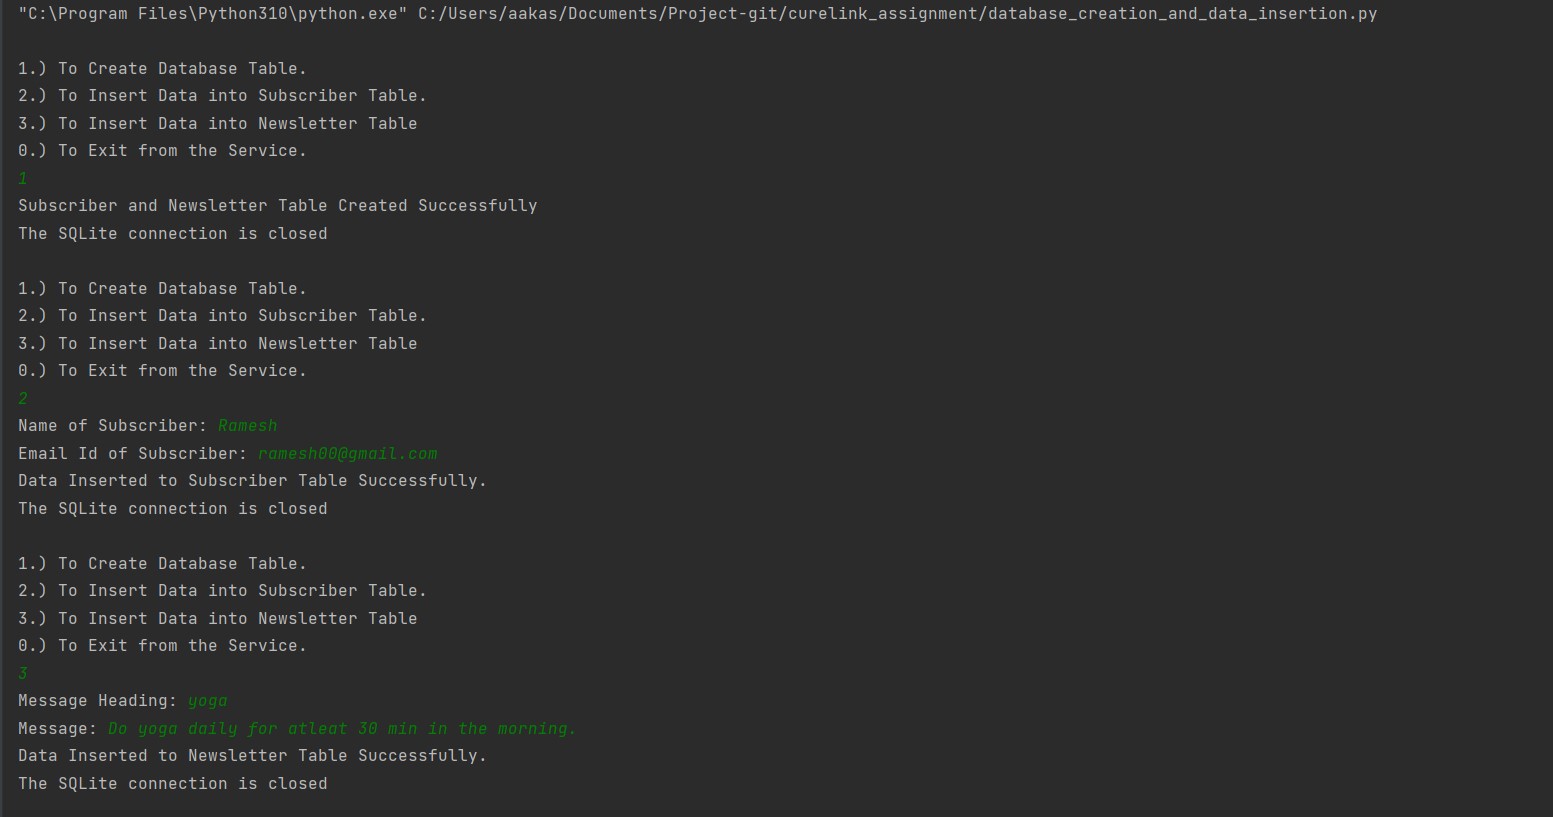 "C:\Program Files\Python310\python.exe" C:/Users/aakas/Documents/Project-git/curelink_assignment/database_creation_and_data_insertion.py
1.) To Create Database Table.
2.) To Insert Data into Subscriber Table.
3.) To Insert Data into Newsletter Table
0.) To Exit from the Service.
1
Subscriber and Newsletter Table Created Successfully
The SQLite connection is closed
1.) To Create Database Table.
2.) To Insert Data into Subscriber Table.
3.) To Insert Data into Newsletter Table
0.) To Exit from the Service.
2
Name of Subscriber: Ramesh
Email Id of Subscriber: ramesh00@gmail.com
Data Inserted to Subscriber Table Successfully.
The SQLite connection is closed
1.) To Create Database Table.
2.) To Insert Data into Subscriber Table.
3.) To Insert Data into Newsletter Table
0.) To Exit from the Service.
3
Message Heading: yoga
Message: Do yoga daily for atleat 30 min in the morning.
Data Inserted to Newsletter Table Successfully.
The SQLite connection is closed